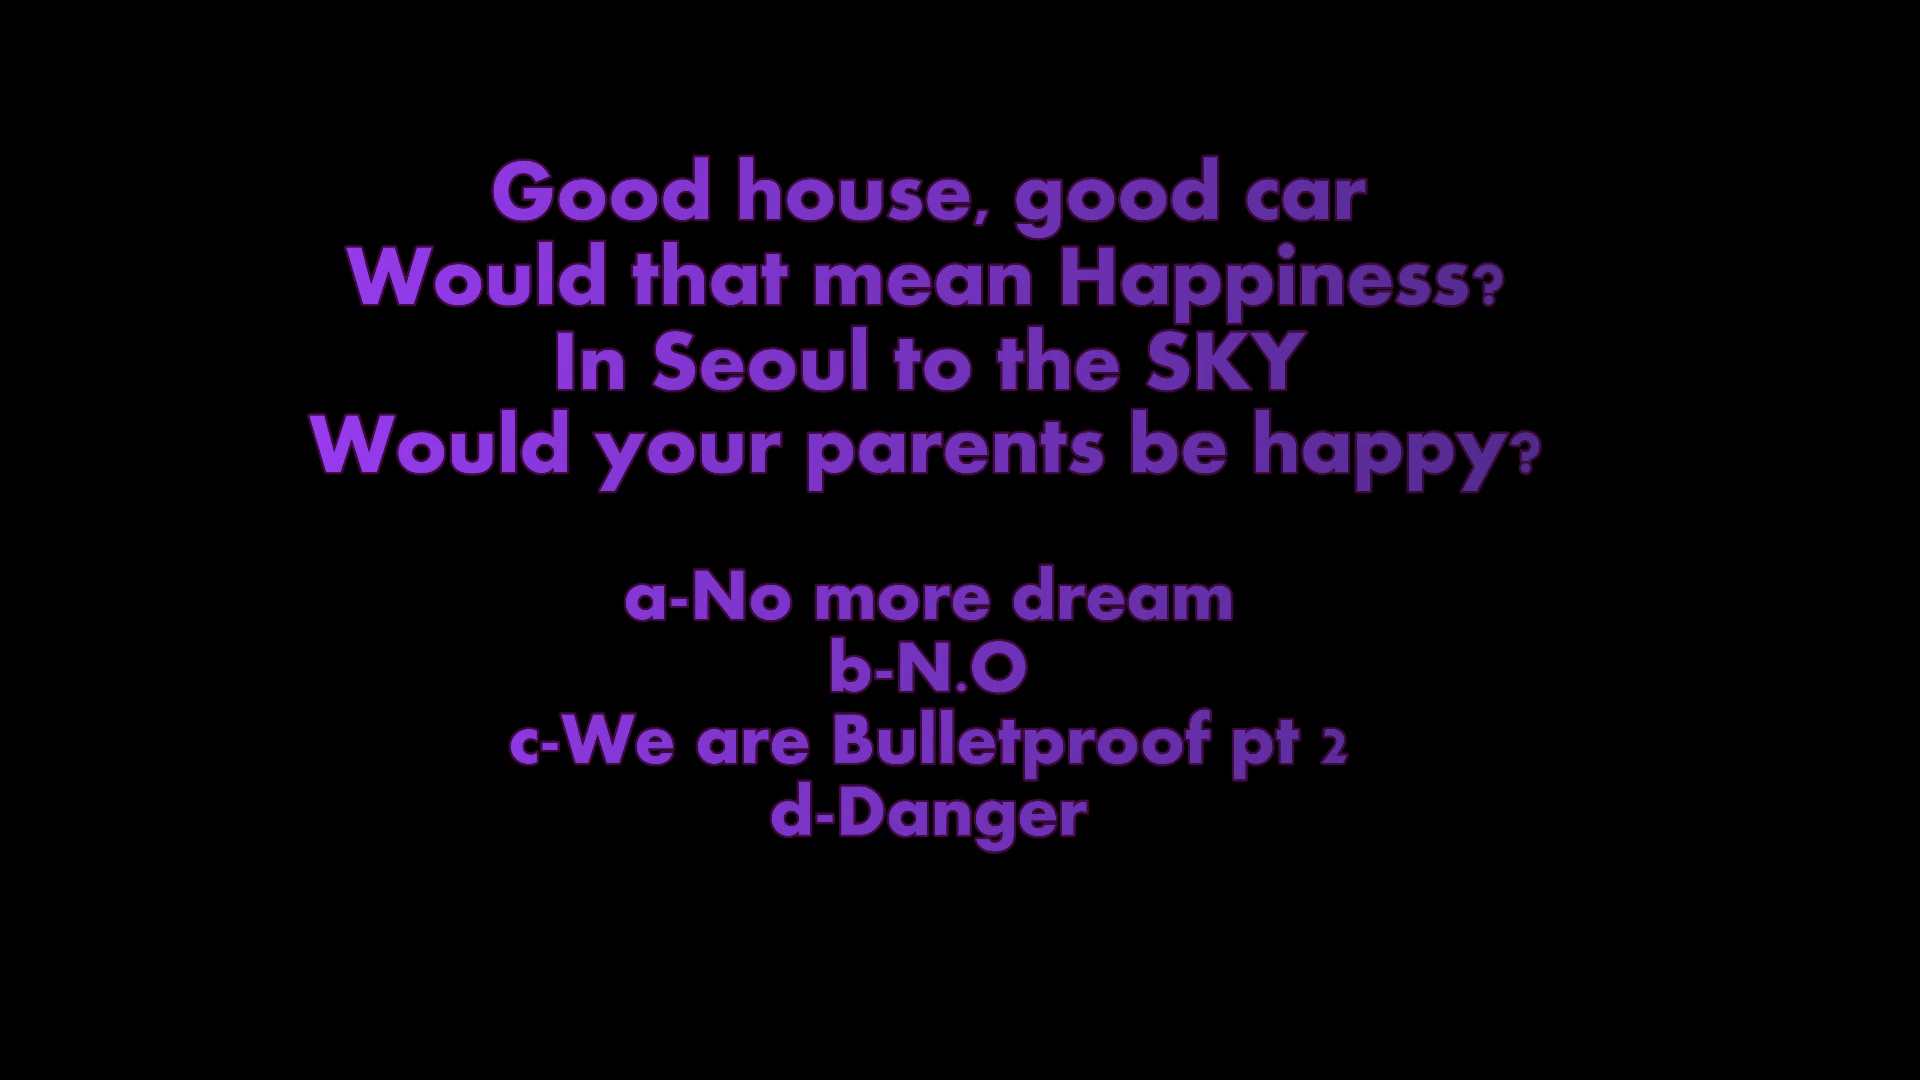 Good house, good car
Would that mean Happiness?
In Seoul to the SKY
Would your parents be happy?
a-No more dream
b-N.O
c-We are Bulletproof pt 2
d-Danger